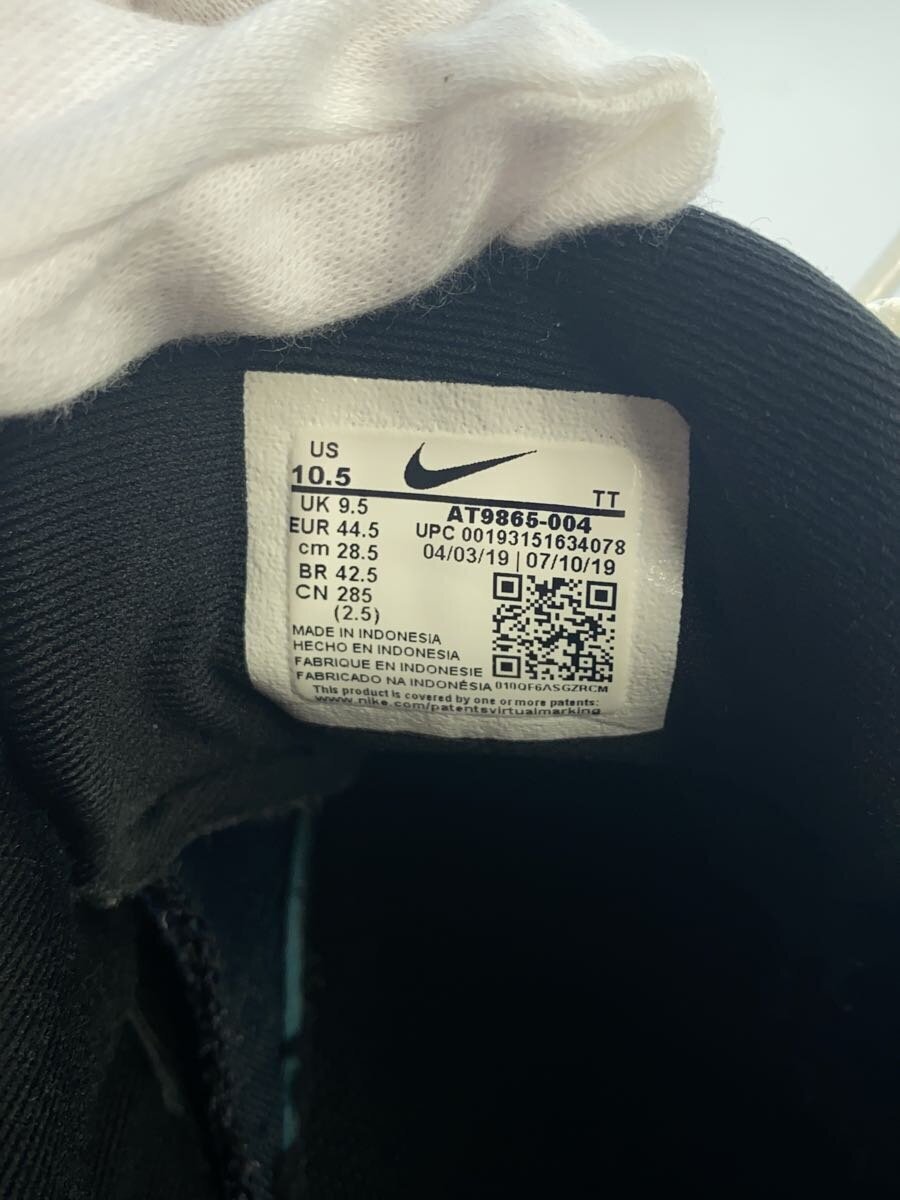 US
10.5
TT
UK 9.5
EUR 44.5
cm 28.5
BR 42.5
CN 285
(2.5)
AT9865-004
UPC 00193151634078
04/03/19 | 07/10/19
MADE IN INDONESIA
HECHO EN INDONESIA
FABRIQUE EN INDONESIE
FABRICADO NA INDONÉSIA
010QF6ASGZRCM
This product is covered by one or more patents:
www.nike.com/patentsvirtualmarking